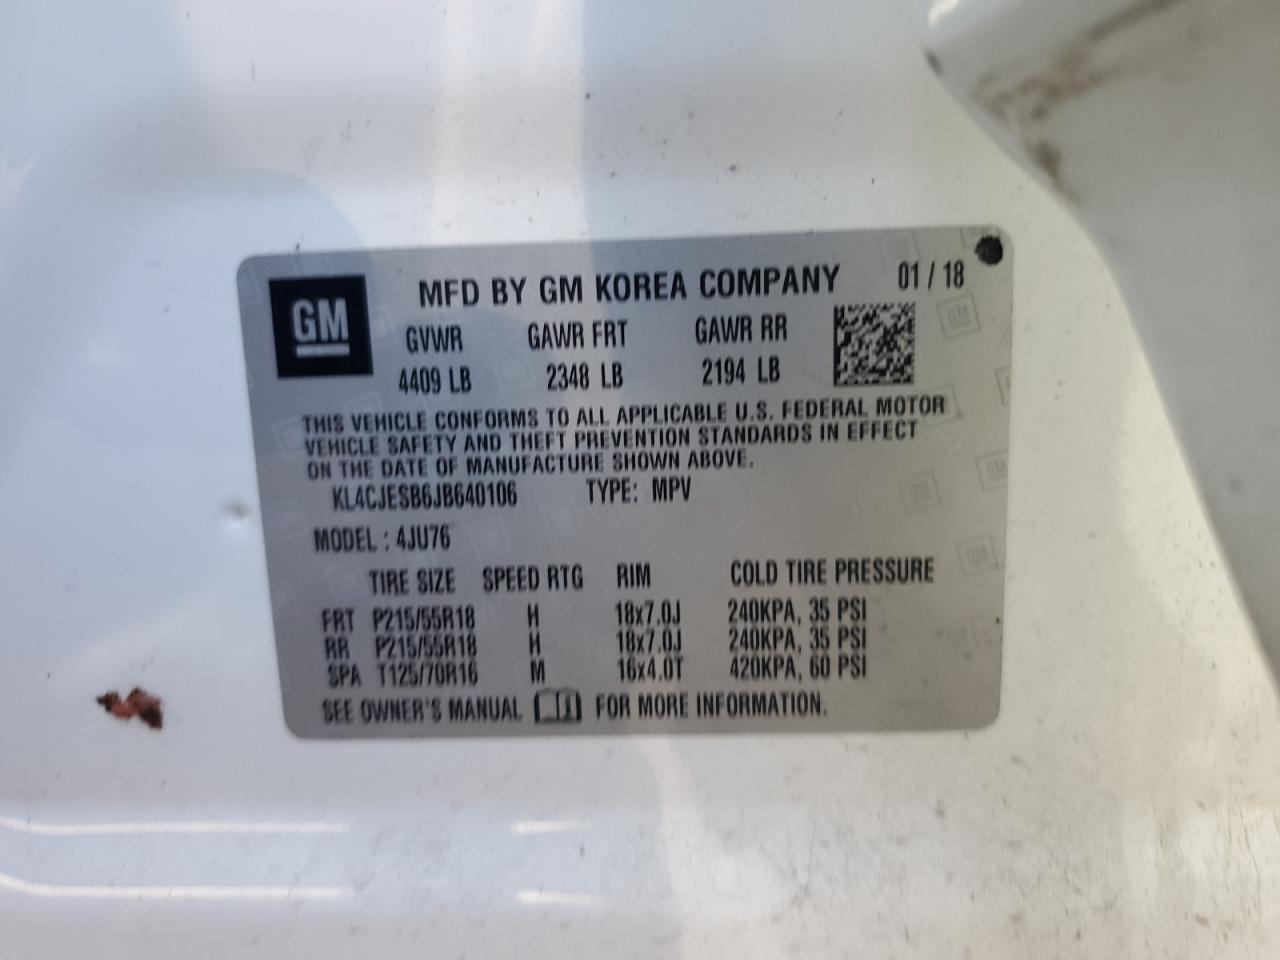 GM
MFD BY GM KOREA COMPANY 01 / 18
GVWR GAWR FRT GAWR RR
4409 LB 2348 LB 2194 LB
THIS VEHICLE CONFORMS TO ALL APPLICABLE U.S. FEDERAL MOTOR
VEHICLE SAFETY AND THEFT PREVENTION STANDARDS IN EFFECT
ON THE DATE OF MANUFACTURE SHOWN ABOVE.
KL4CJESB6JB640106 TYPE: MPV
MODEL : 4JU76
TIRE SIZE SPEED RTG RIM COLD TIRE PRESSURE
FRT P215/55R18 H 18x7.0J 240KPA, 35 PSI
RR P215/55R18 H 18x7.0J 240KPA, 35 PSI
SPA T125/70R16 M 16x4.0T 420KPA, 60 PSI
SEE OWNER'S MANUAL FOR MORE INFORMATION.